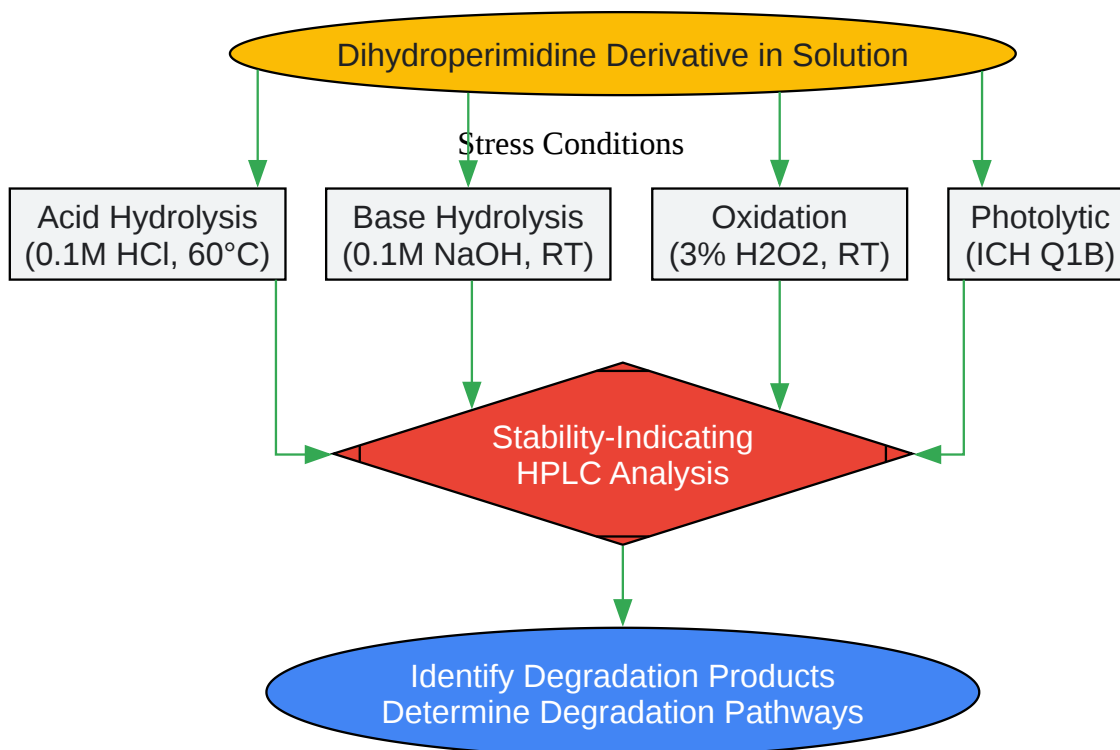 Dihydroperimidine Derivative in Solution
Stress Conditions
Acid Hydrolysis
(0.1M HCl, 60°C)
Base Hydrolysis
(0.1M NaOH, RT)
Oxidation
(3% H2O2, RT)
Photolytic
(ICH Q1B)
Stability-Indicating
HPLC Analysis
Identify Degradation Products
Determine Degradation Pathways